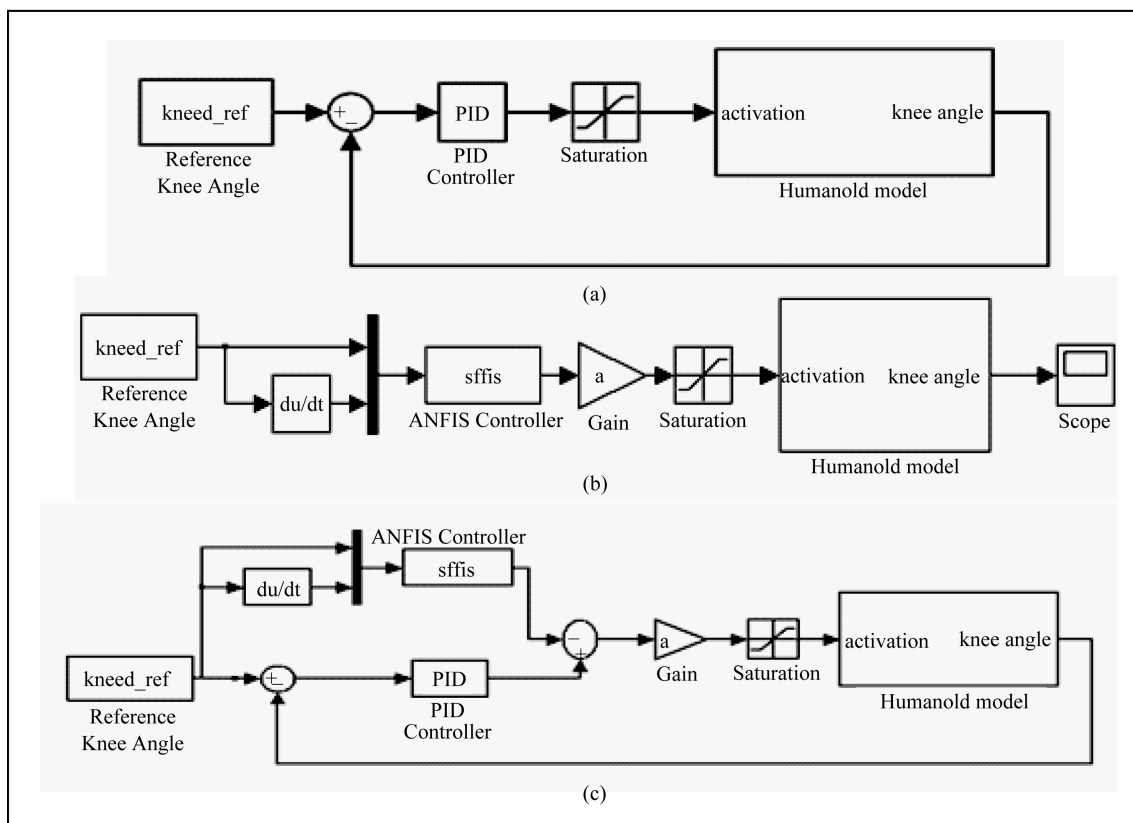 kneed_ref
Reference
Knee Angle
+
−
PID
PID
Controller
Saturation
activation
knee angle
Humanold model
(a)
kneed_ref
Reference
Knee Angle
du/dt
sffis
ANFIS Controller
a
Gain
Saturation
activation
knee angle
Humanold model
Scope
(b)
ANFIS Controller
sffis
du/dt
kneed_ref
Reference
Knee Angle
+
−
PID
PID
Controller
−
+
a
Gain
Saturation
activation
knee angle
Humanold model
(c)